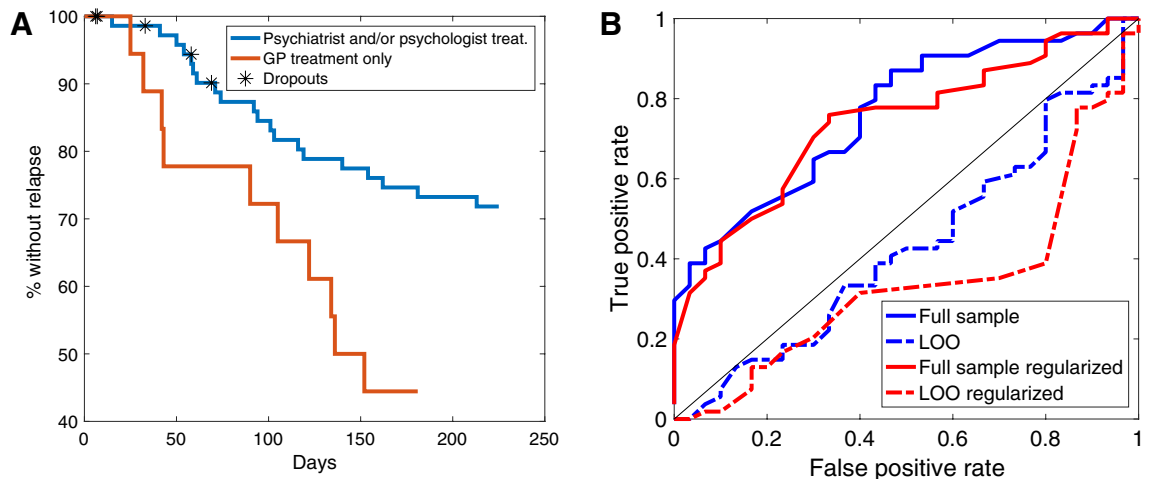 A
% without relapse
100
90
80
70
60
50
40
0
50
100
150
200
250
Days
Psychiatrist and/or psychologist treat.
GP treatment only
Dropouts
B
True positive rate
1
0.8
0.6
0.4
0.2
0
0
0.2
0.4
0.6
0.8
1
False positive rate
Full sample
LOO
Full sample regularized
LOO regularized